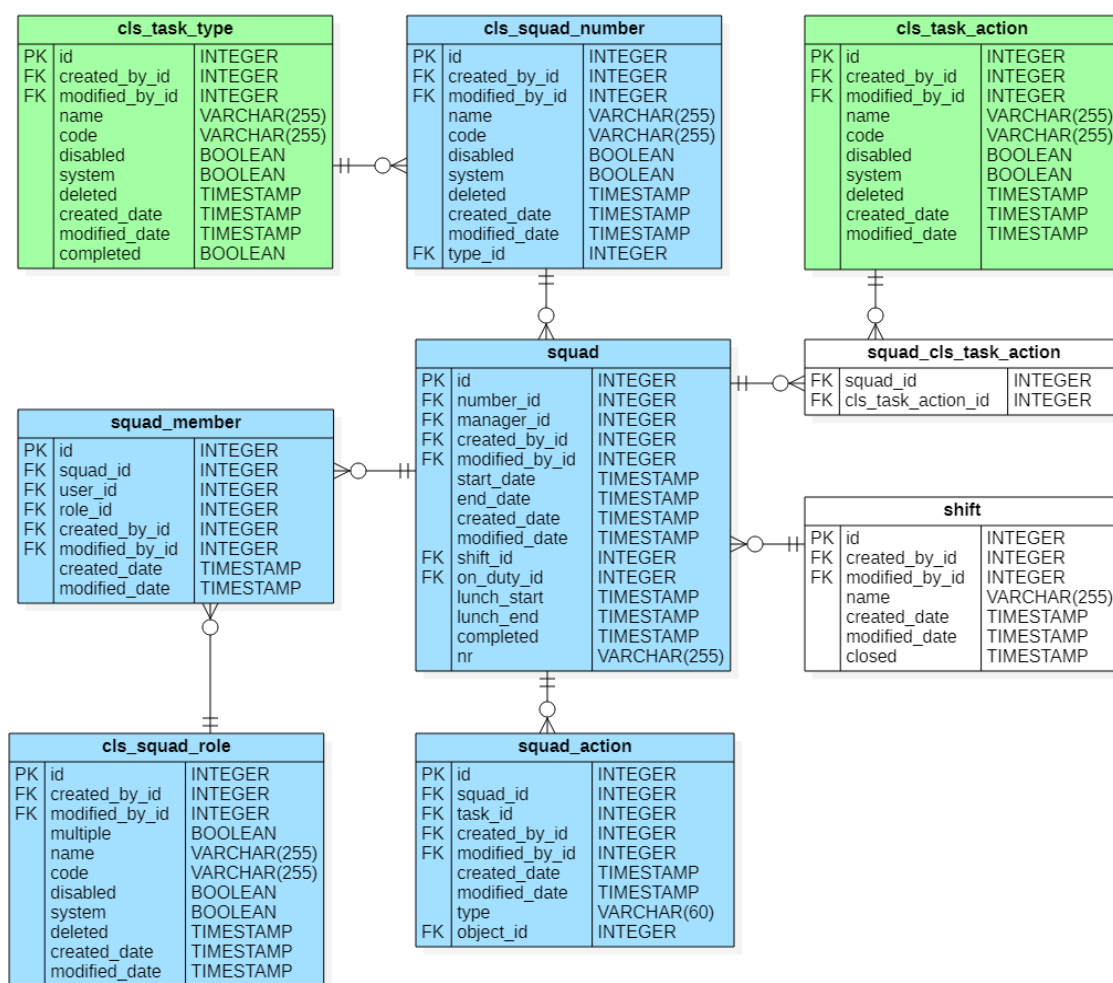 cls_task_type
PK id INTEGER
FK created_by_id INTEGER
FK modified_by_id INTEGER
name VARCHAR(255)
code VARCHAR(255)
disabled BOOLEAN
system BOOLEAN
deleted TIMESTAMP
created_date TIMESTAMP
modified_date TIMESTAMP
completed BOOLEAN
cls_squad_number
PK id INTEGER
FK created_by_id INTEGER
FK modified_by_id INTEGER
name VARCHAR(255)
code VARCHAR(255)
disabled BOOLEAN
system BOOLEAN
deleted TIMESTAMP
created_date TIMESTAMP
modified_date TIMESTAMP
FK type_id INTEGER
cls_task_action
PK id INTEGER
FK created_by_id INTEGER
FK modified_by_id INTEGER
name VARCHAR(255)
code VARCHAR(255)
disabled BOOLEAN
system BOOLEAN
deleted TIMESTAMP
created_date TIMESTAMP
modified_date TIMESTAMP
squad
PK id INTEGER
FK number_id INTEGER
FK manager_id INTEGER
FK created_by_id INTEGER
FK modified_by_id INTEGER
start_date TIMESTAMP
end_date TIMESTAMP
created_date TIMESTAMP
modified_date TIMESTAMP
FK shift_id INTEGER
FK on_duty_id INTEGER
lunch_start TIMESTAMP
lunch_end TIMESTAMP
completed TIMESTAMP
nr VARCHAR(255)
squad_cls_task_action
FK squad_id INTEGER
FK cls_task_action_id INTEGER
squad_member
PK id INTEGER
FK squad_id INTEGER
FK user_id INTEGER
FK role_id INTEGER
FK created_by_id INTEGER
FK modified_by_id INTEGER
created_date TIMESTAMP
modified_date TIMESTAMP
shift
PK id INTEGER
FK created_by_id INTEGER
FK modified_by_id INTEGER
name VARCHAR(255)
created_date TIMESTAMP
modified_date TIMESTAMP
closed TIMESTAMP
cls_squad_role
PK id INTEGER
FK created_by_id INTEGER
FK modified_by_id INTEGER
multiple BOOLEAN
name VARCHAR(255)
code VARCHAR(255)
disabled BOOLEAN
system BOOLEAN
deleted TIMESTAMP
created_date TIMESTAMP
modified_date TIMESTAMP
squad_action
PK id INTEGER
FK squad_id INTEGER
FK task_id INTEGER
FK created_by_id INTEGER
FK modified_by_id INTEGER
created_date TIMESTAMP
modified_date TIMESTAMP
type VARCHAR(60)
FK object_id INTEGER